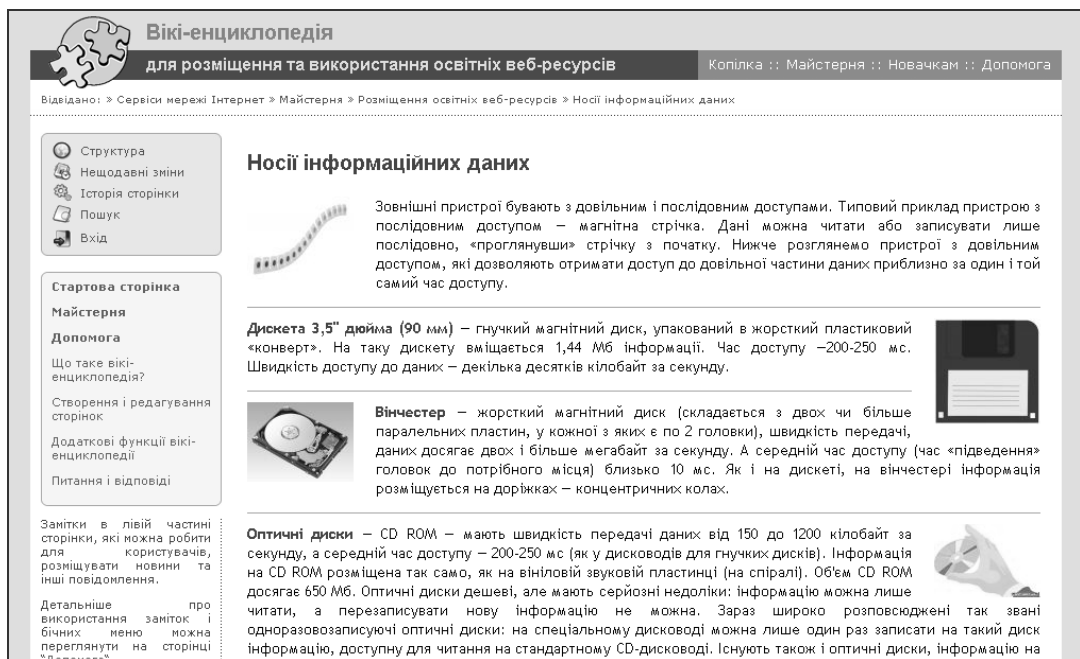 Вікі-енциклопедія
для розміщення та використання освітніх веб-ресурсів
Копілка :: Майстерня :: Новачкам :: Допомога
Відвідано: » Сервіси мережі Інтернет » Майстерня » Розміщення освітніх веб-ресурсів » Носії інформаційних даних
Структура
Нещодавні зміни
Історія сторінки
Пошук
Вхід
Стартова сторінка
Майстерня
Допомога
Що таке вікі-
енциклопедія?
Створення і редагування
сторінок
Додаткові функції вікі-
енциклопедії
Питання і відповіді
Замітки в лівій частині
сторінки, які можна робити
для користувачів,
розміщувати новини та
інші повідомлення.
Детальніше про
використання заміток і
бічних меню можна
переглянути на сторінці
"Допомога"
Носії інформаційних даних
Зовнішні пристрої бувають з довільним і послідовним доступами. Типовий приклад пристрою з
послідовним доступом — магнітна стрічка. Дані можна читати або записувати лише
послідовно, «проглянувши» стрічку з початку. Нижче розглянемо пристрої з довільним
доступом, які дозволяють отримати доступ до довільної частини даних приблизно за один і той
самий час доступу.
Дискета 3,5" дюйма (90 мм) — гнучкий магнітний диск, упакований в жорсткий пластиковий
«конверт». На таку дискету вміщається 1,44 Мб інформації. Час доступу —200-250 мс.
Швидкість доступу до даних — декілька десятків кілобайт за секунду.
Вінчестер — жорсткий магнітний диск (складається з двох чи більше
паралельних пластин, у кожної з яких є по 2 головки), швидкість передачі,
даних досягає двох і більше мегабайт за секунду. А середній час доступу (час «підведення»
головок до потрібного місця) близько 10 мс. Як і на дискеті, на вінчестері інформація
розміщується на доріжках — концентричних колах.
Оптичні диски — CD ROM — мають швидкість передачі даних від 150 до 1200 кілобайт за
секунду, а середній час доступу — 200-250 мс (як у дисководів для гнучких дисків). Інформація
на CD ROM розміщена так само, як на вініловій звуковій пластинці (на спіралі). Об'єм CD ROM
досягає 650 Мб. Оптичні диски дешеві, але мають серйозні недоліки: інформацію можна лише
читати, а перезаписувати нову інформацію не можна. Зараз широко розповсюджені так звані
одноразовозаписуючі оптичні диски: на спеціальному дисководі можна лише один раз записати на такий диск
інформацію, доступну для читання на стандартному CD-дисководі. Існують також і оптичні диски, інформацію на